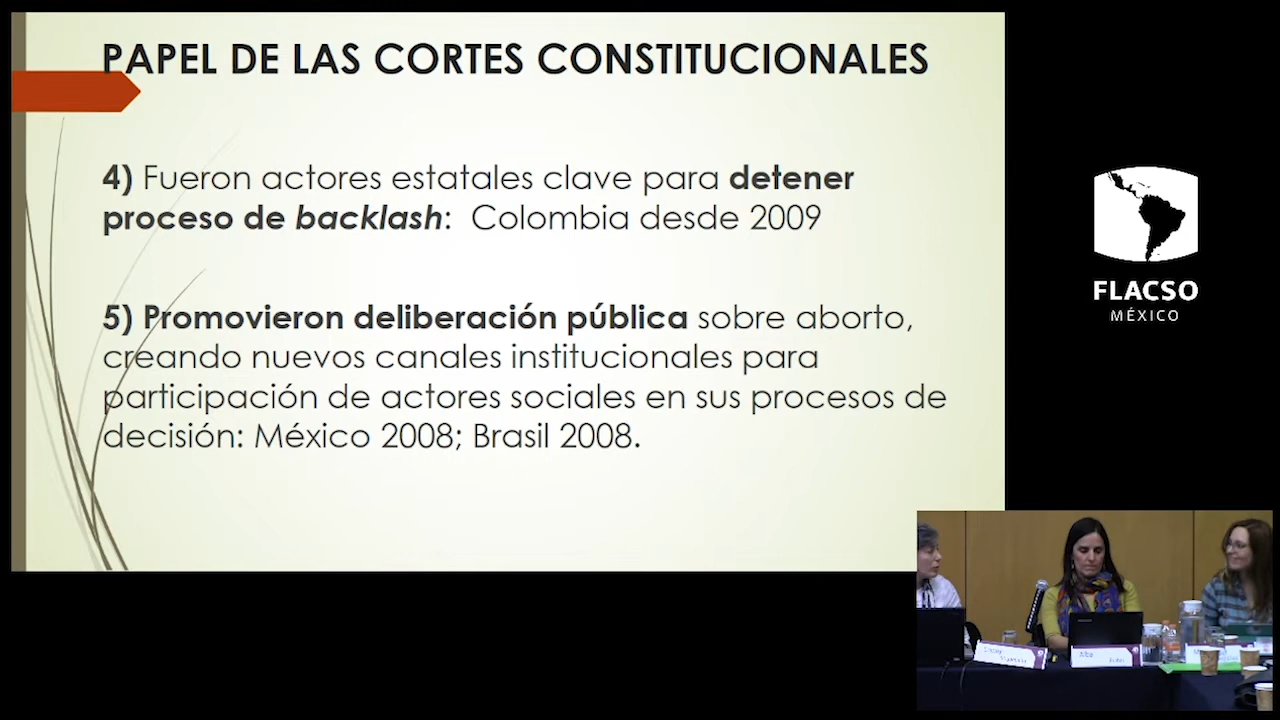 PAPEL DE LAS CORTES CONSTITUCIONALES
4) Fueron actores estatales clave para detener
proceso de backlash: Colombia desde 2009
5) Promovieron deliberación pública sobre aborto,
creando nuevos canales institucionales para
participación de actores sociales en sus procesos de
decisión: México 2008; Brasil 2008.
FLACSO
MÉXICO
Alba